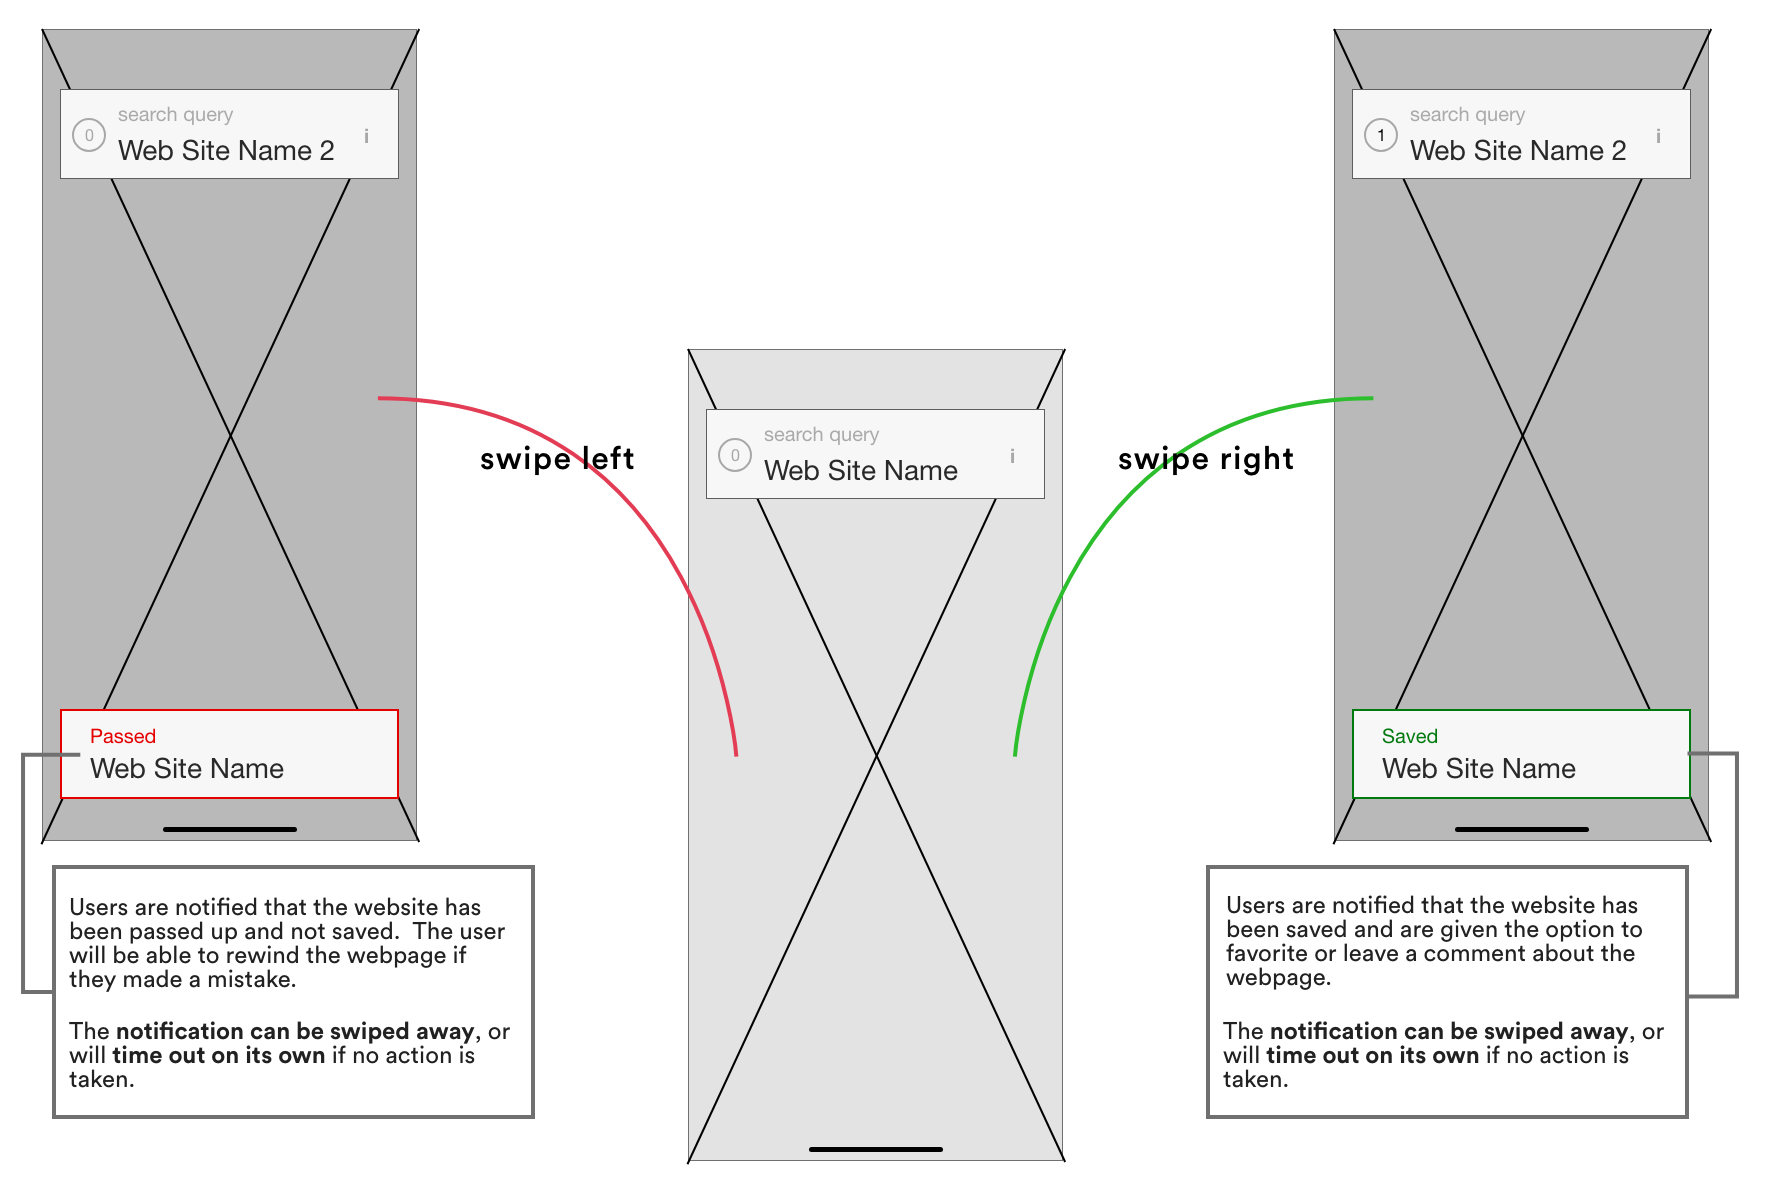 0
search query
Web Site Name 2
i
Passed
Web Site Name
Users are notified that the website has
been passed up and not saved.  The user
will be able to rewind the webpage if
they made a mistake.
The notification can be swiped away, or
will time out on its own if no action is
taken.
swipe left
0
search query
Web Site Name
i
swipe right
1
search query
Web Site Name 2
i
Saved
Web Site Name
Users are notified that the website has
been saved and are given the option to
favorite or leave a comment about the
webpage.
The notification can be swiped away, or
will time out on its own if no action is
taken.